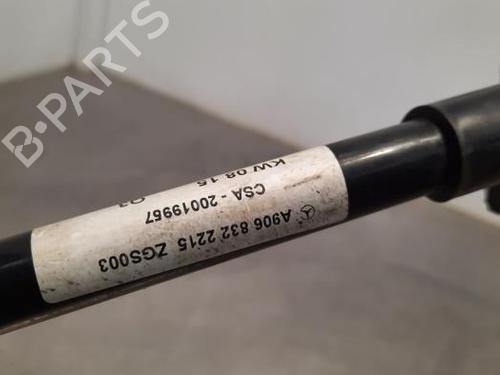 A906 832 2215 ZGS003
CSA - 20019967
KW 08 15
B-PARTS